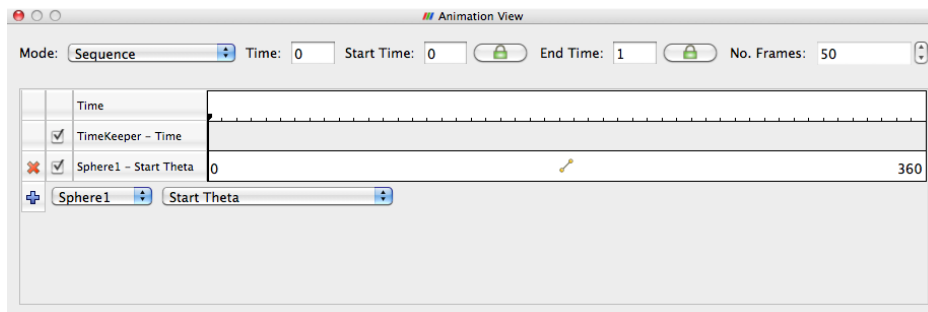 Animation View
Mode: Sequence Time: 0 Start Time: 0 End Time: 1 No. Frames: 50
Time
TimeKeeper - Time
Sphere1 - Start Theta 0 360
Sphere1 Start Theta